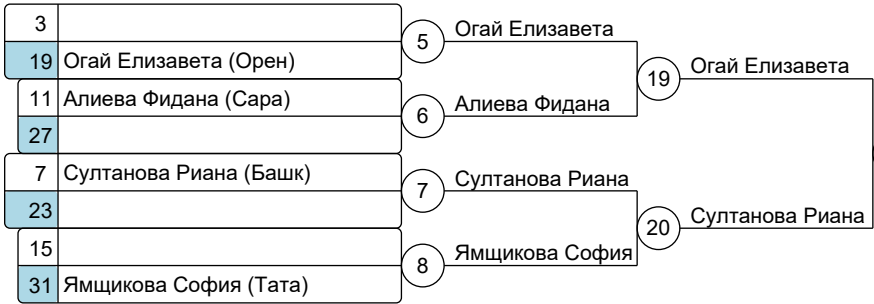 3
19 Огай Елизавета (Орен)
11 Алиева Фидана (Сара)
27
7 Султанова Риана (Башк)
23
15
31 Ямщикова София (Тата)
5 Огай Елизавета
6 Алиева Фидана
7 Султанова Риана
8 Ямщикова София
19 Огай Елизавета
20 Султанова Риана